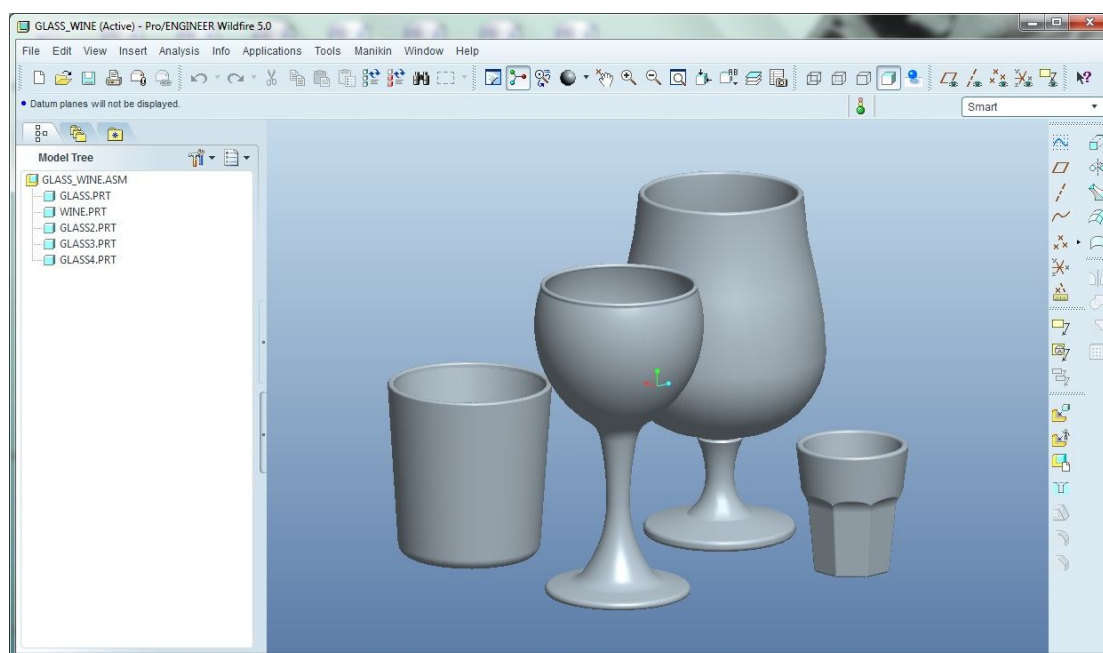 GLASS_WINE (Active) - Pro/ENGINEER Wildfire 5.0
File Edit View Insert Analysis Info Applications Tools Manikin Window Help
Datum planes will not be displayed.
Smart
Model Tree
GLASS_WINE.ASM
GLASS.PRT
WINE.PRT
GLASS2.PRT
GLASS3.PRT
GLASS4.PRT